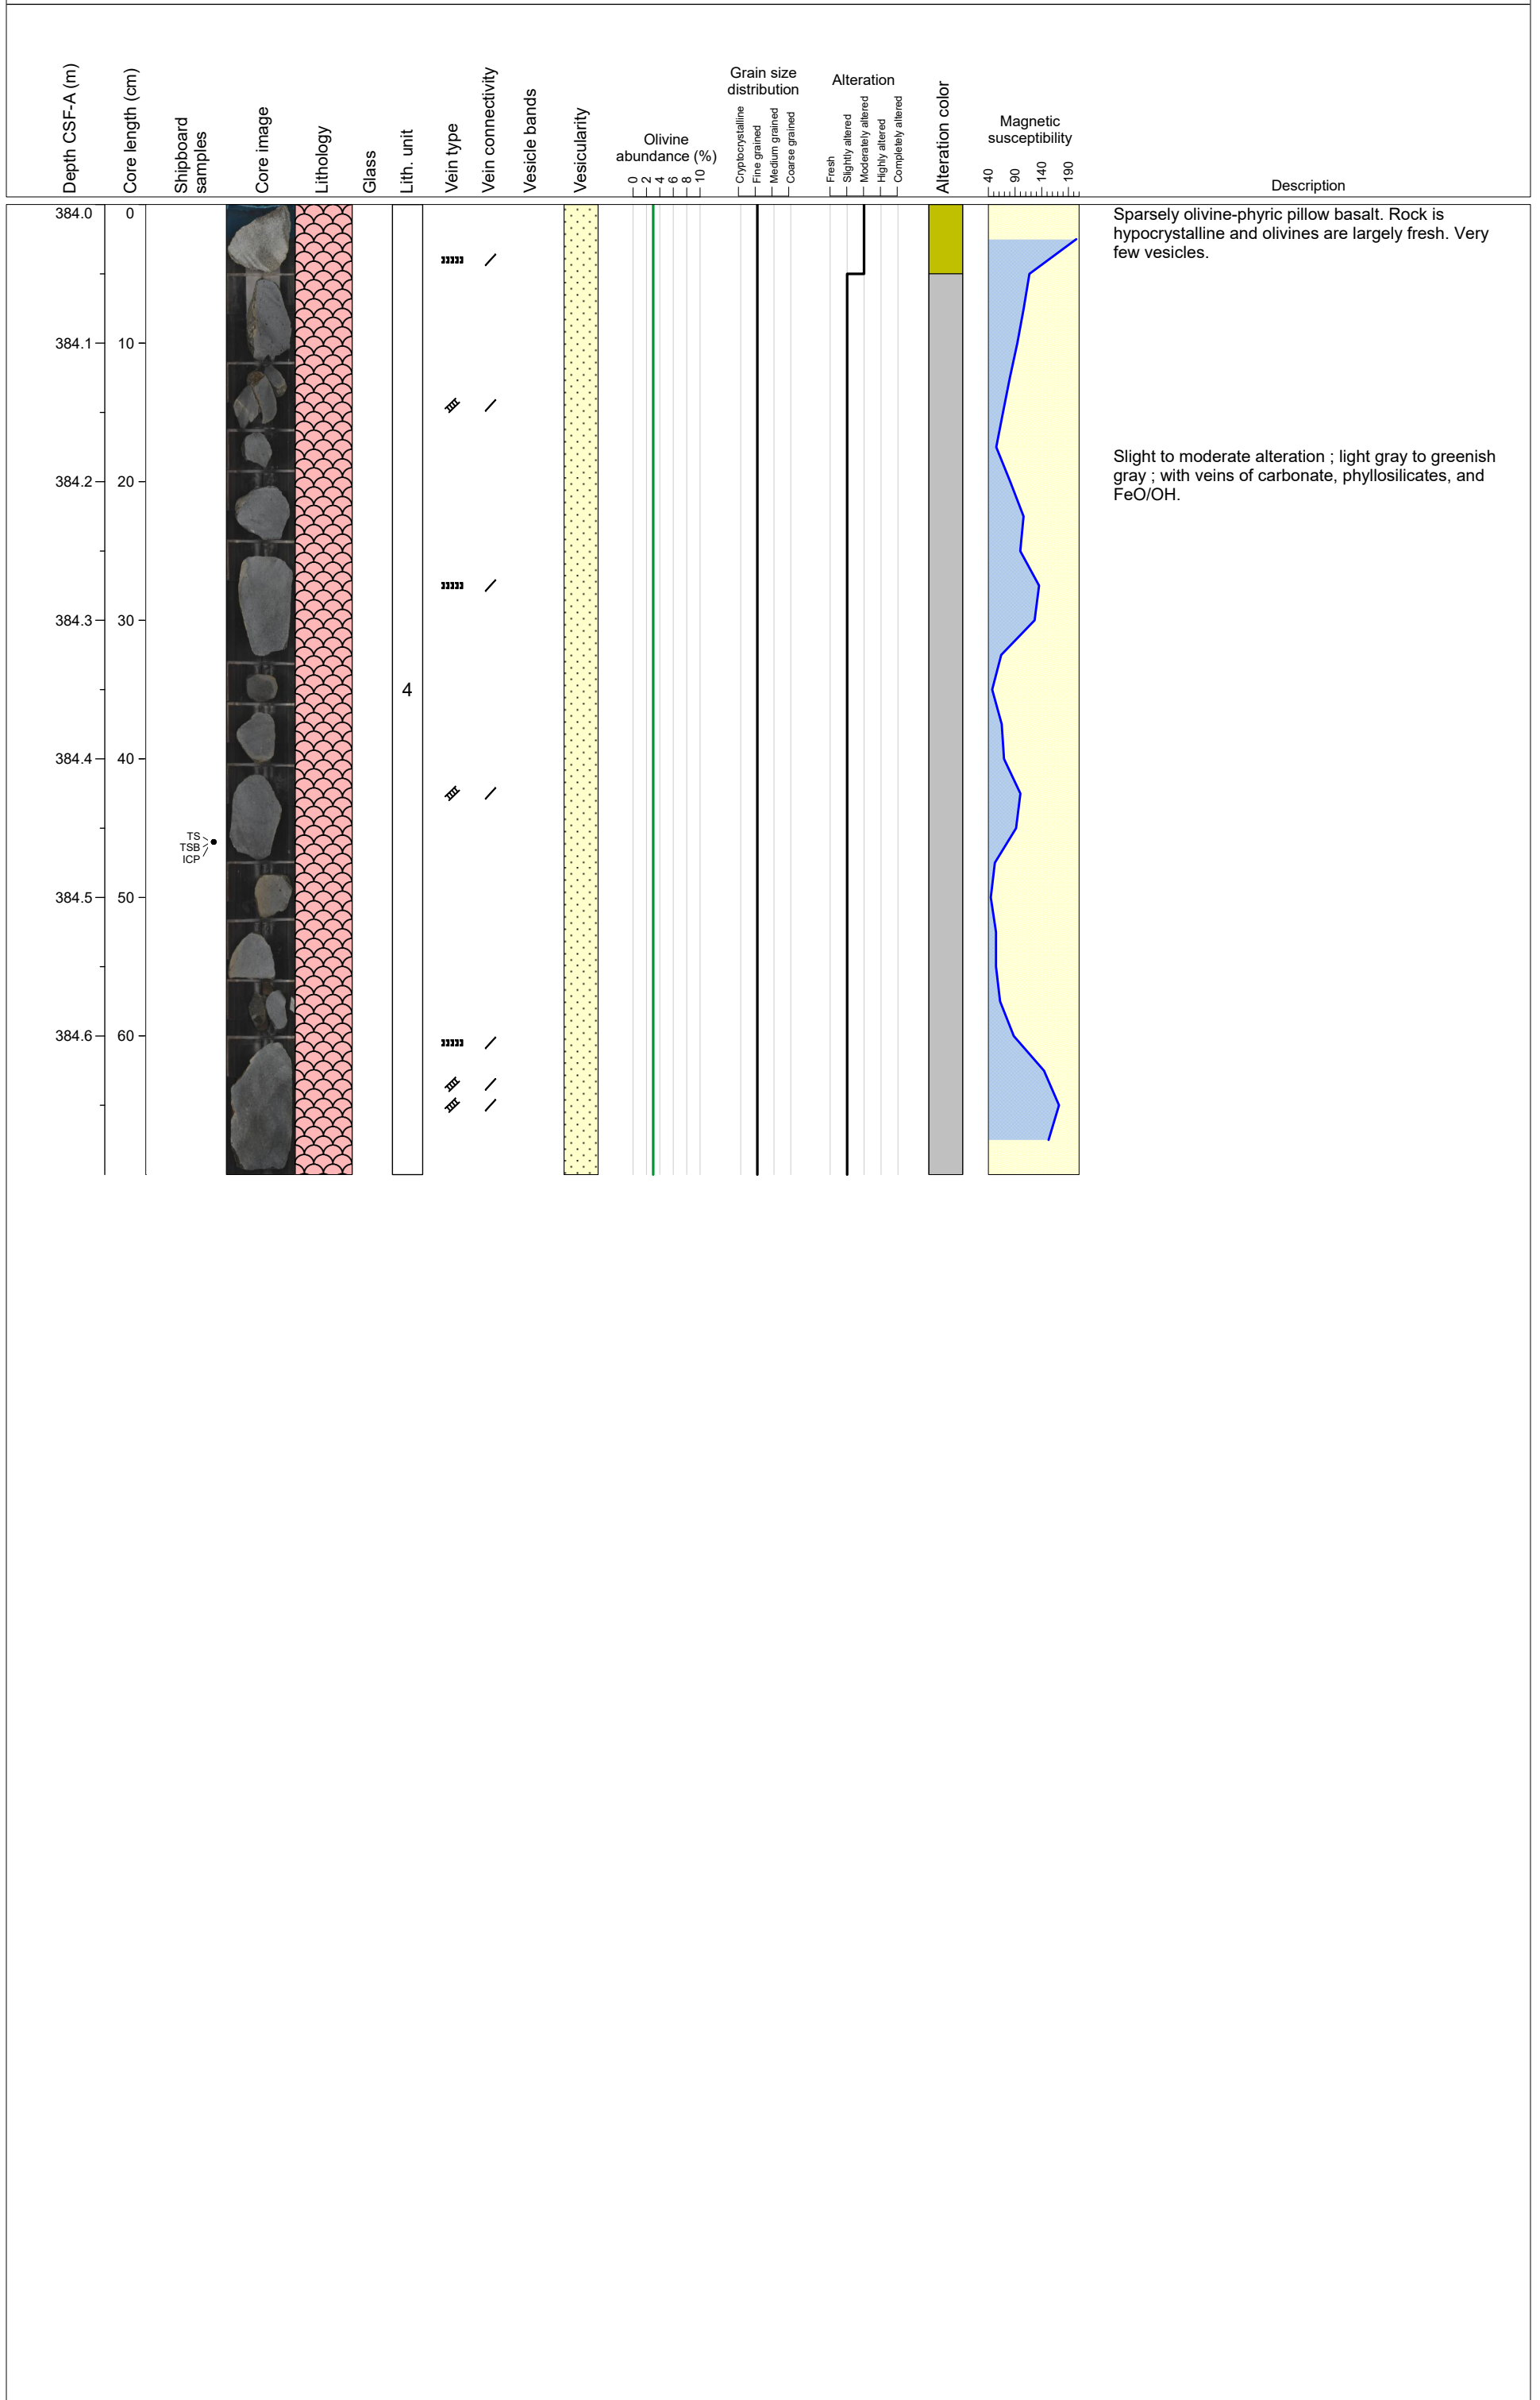 Depth CSF-A (m)
Core length (cm)
Shipboard
samples
Core image
Lithology
Glass
Lith. unit
Vein type
Vein connectivity
Vesicle bands
Vesicularity
Olivine
abundance (%)
0 2 4 6 8 10
Grain size
distribution
Cryptocrystalline
Fine grained
Medium grained
Coarse grained
Alteration
Fresh
Slightly altered
Moderately altered
Highly altered
Completely altered
Alteration color
Magnetic
susceptibility
40 90 140 190
Description
384.0 0
Sparsely olivine-phyric pillow basalt. Rock is
hypocrystalline and olivines are largely fresh. Very
few vesicles.
384.1 10
Slight to moderate alteration ; light gray to greenish
gray ; with veins of carbonate, phyllosilicates, and
FeO/OH.
384.2 20
384.3 30
4
384.4 40
TS
TSB
ICP
384.5 50
384.6 60